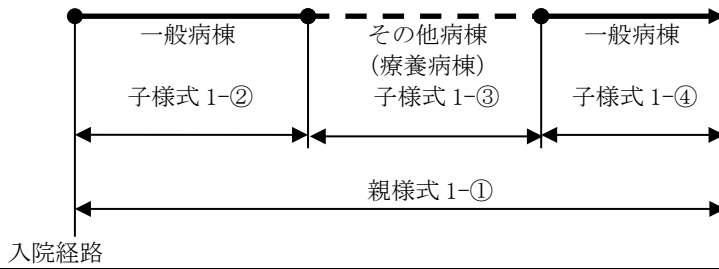 一般病棟
その他病棟
(療養病棟)
一般病棟
子様式 1-②
子様式 1-③
子様式 1-④
親様式 1-①
入院経路